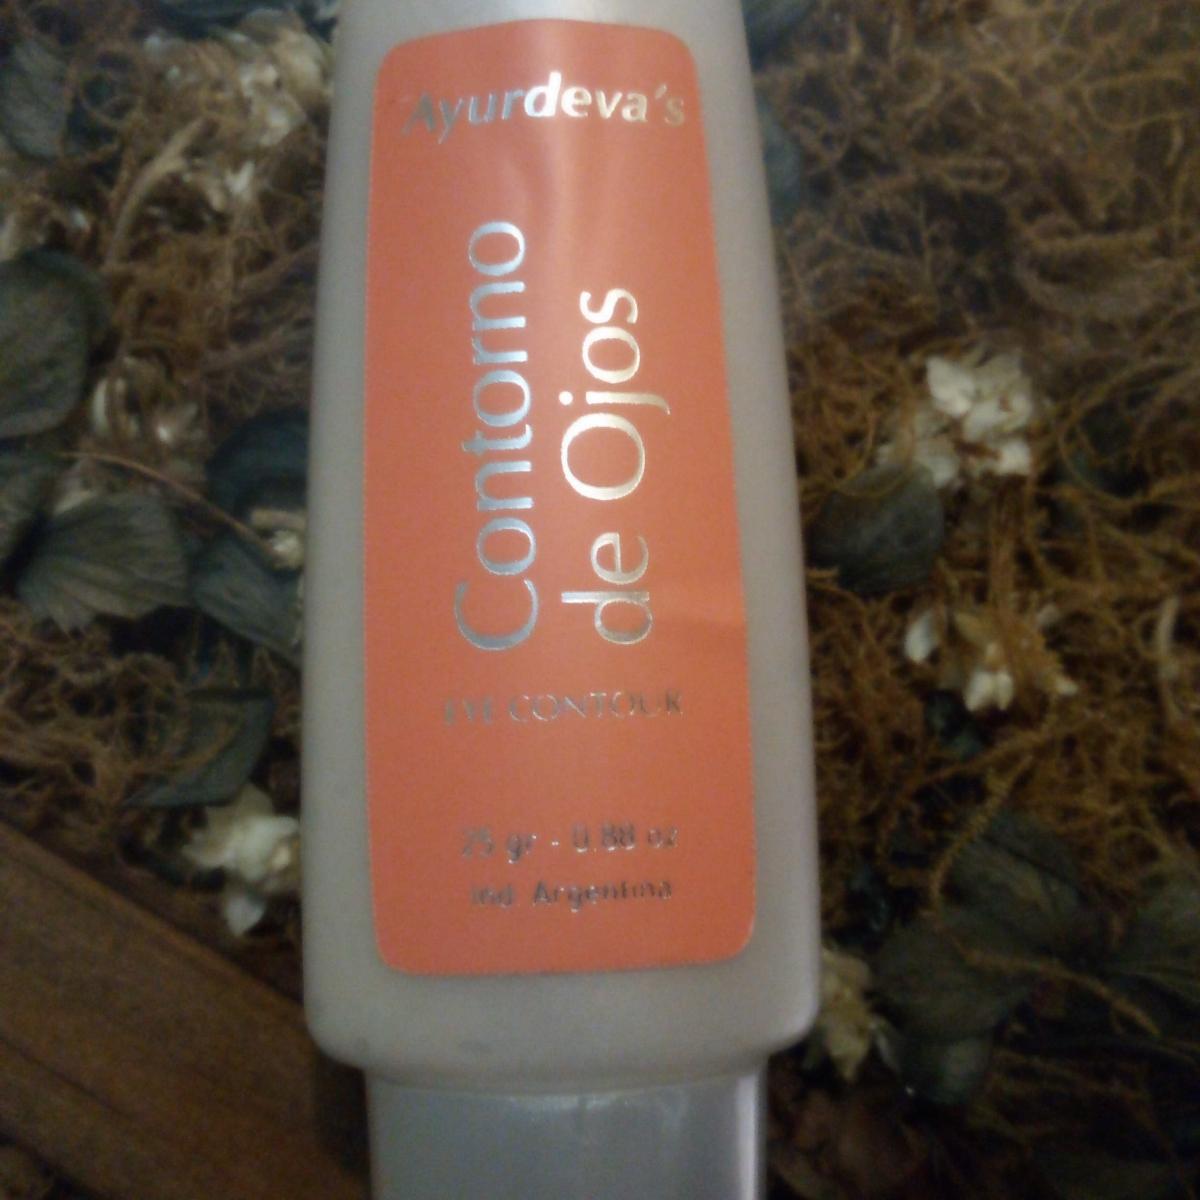 Ayurdeva's
Contorno
de Ojos
EYE CONTOUR
25 gr - 0.88 oz
Ind. Argentina